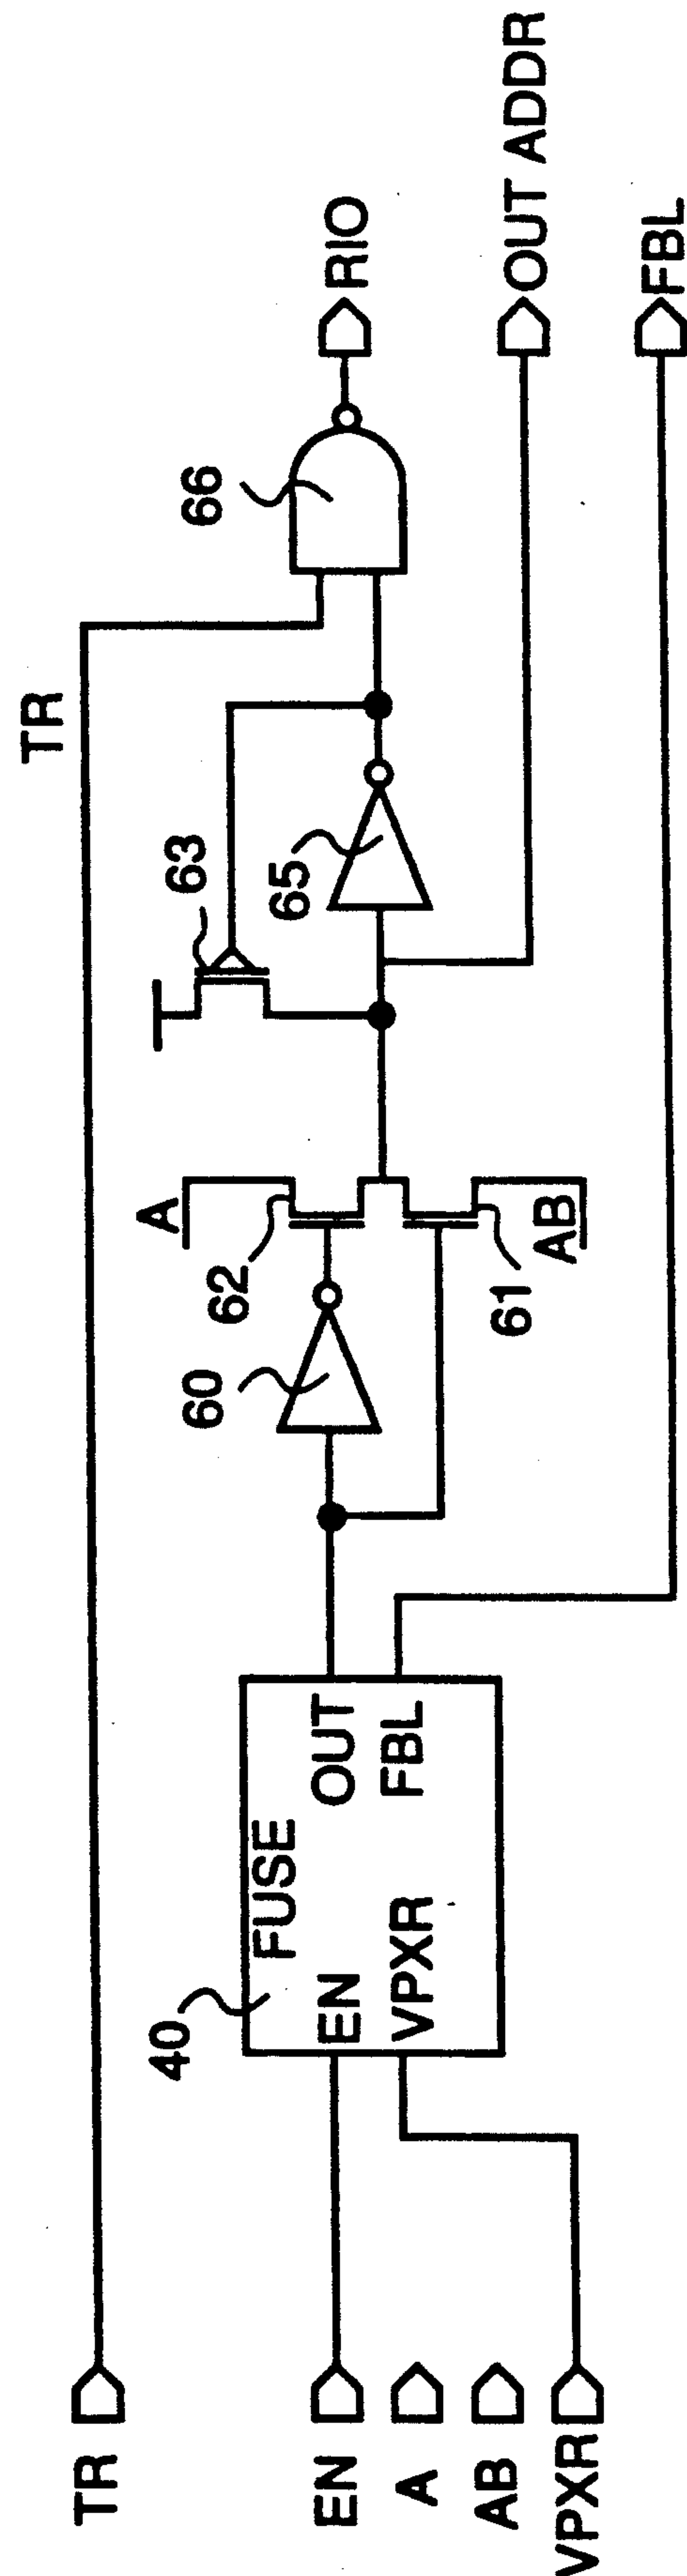 TR
TR
EN
A
AB
VPXR
40
FUSE
EN
OUT
VPXR
FBL
60
62
A
61
AB
63
65
66
RIO
OUT ADDR
FBL